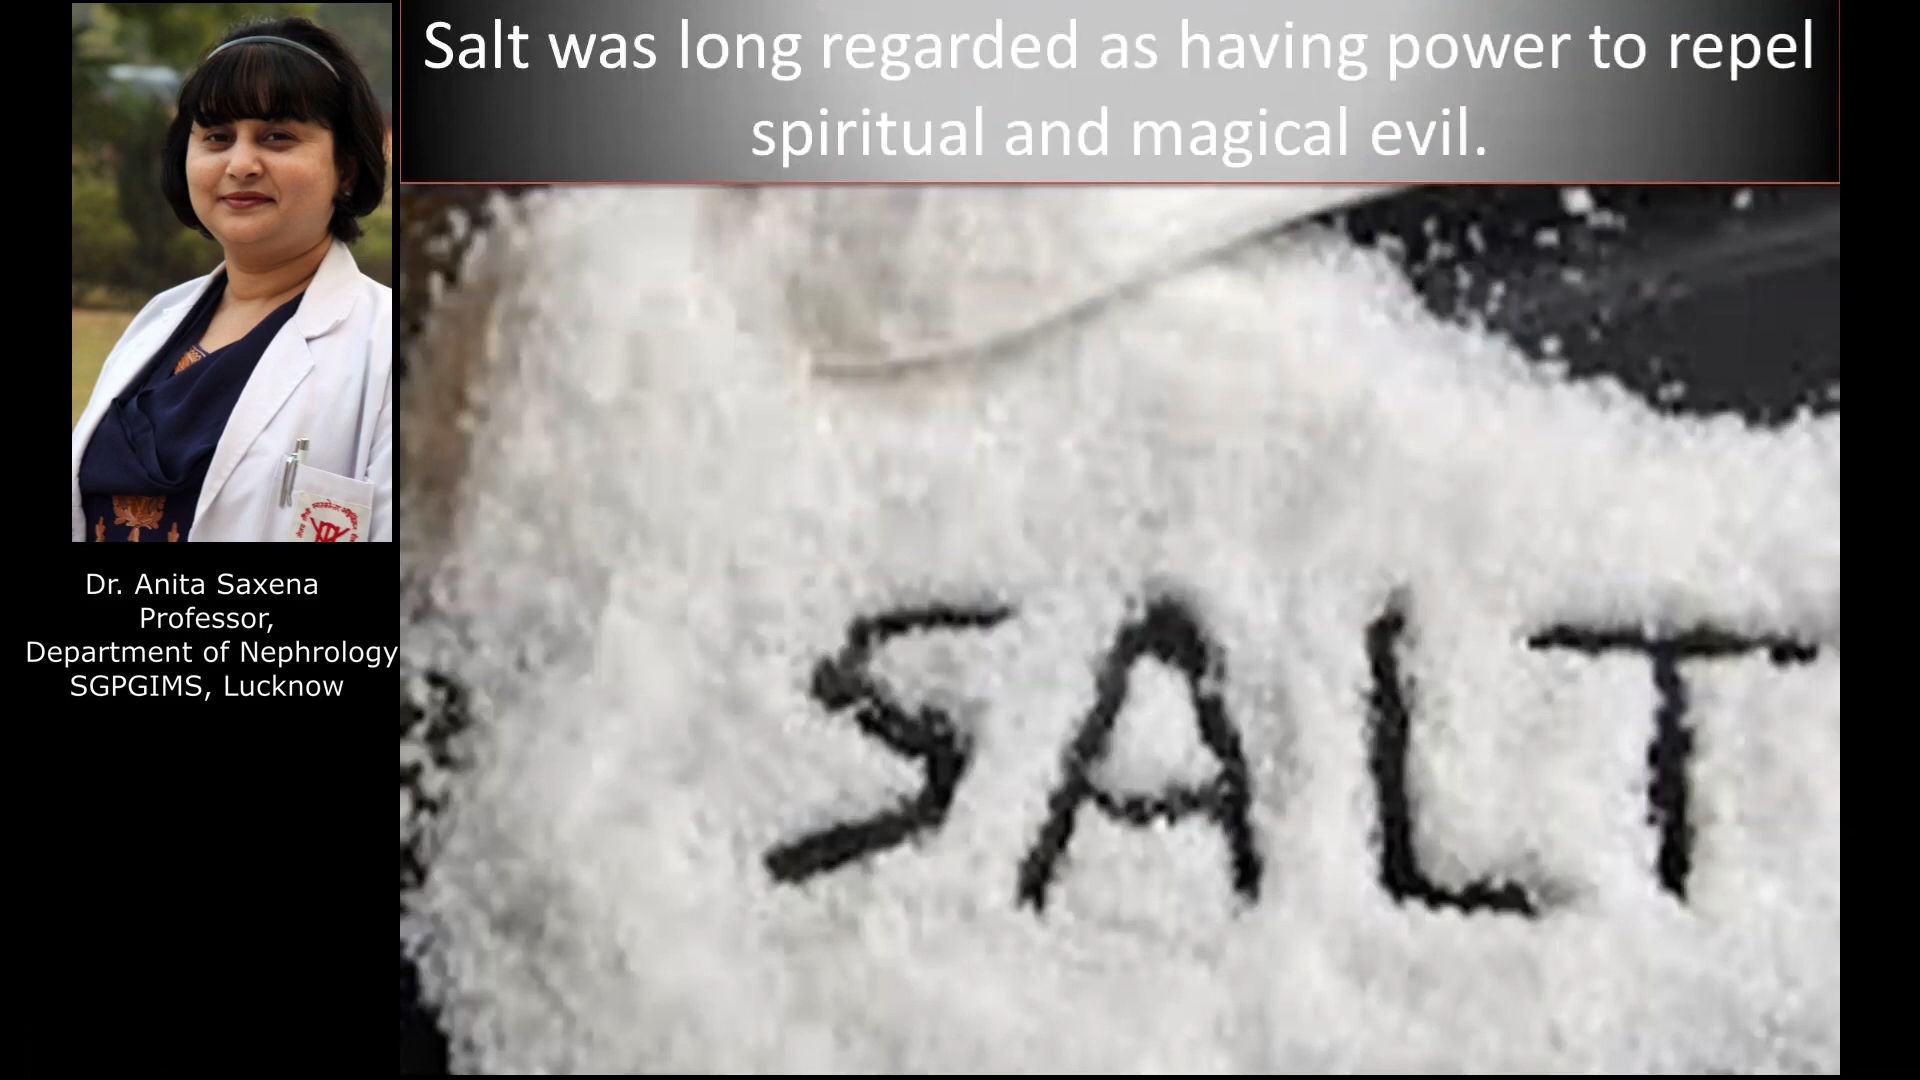 Salt was long regarded as having power to repel
spiritual and magical evil.
SALT
Dr. Anita Saxena
Professor,
Department of Nephrology
SGPGIMS, Lucknow